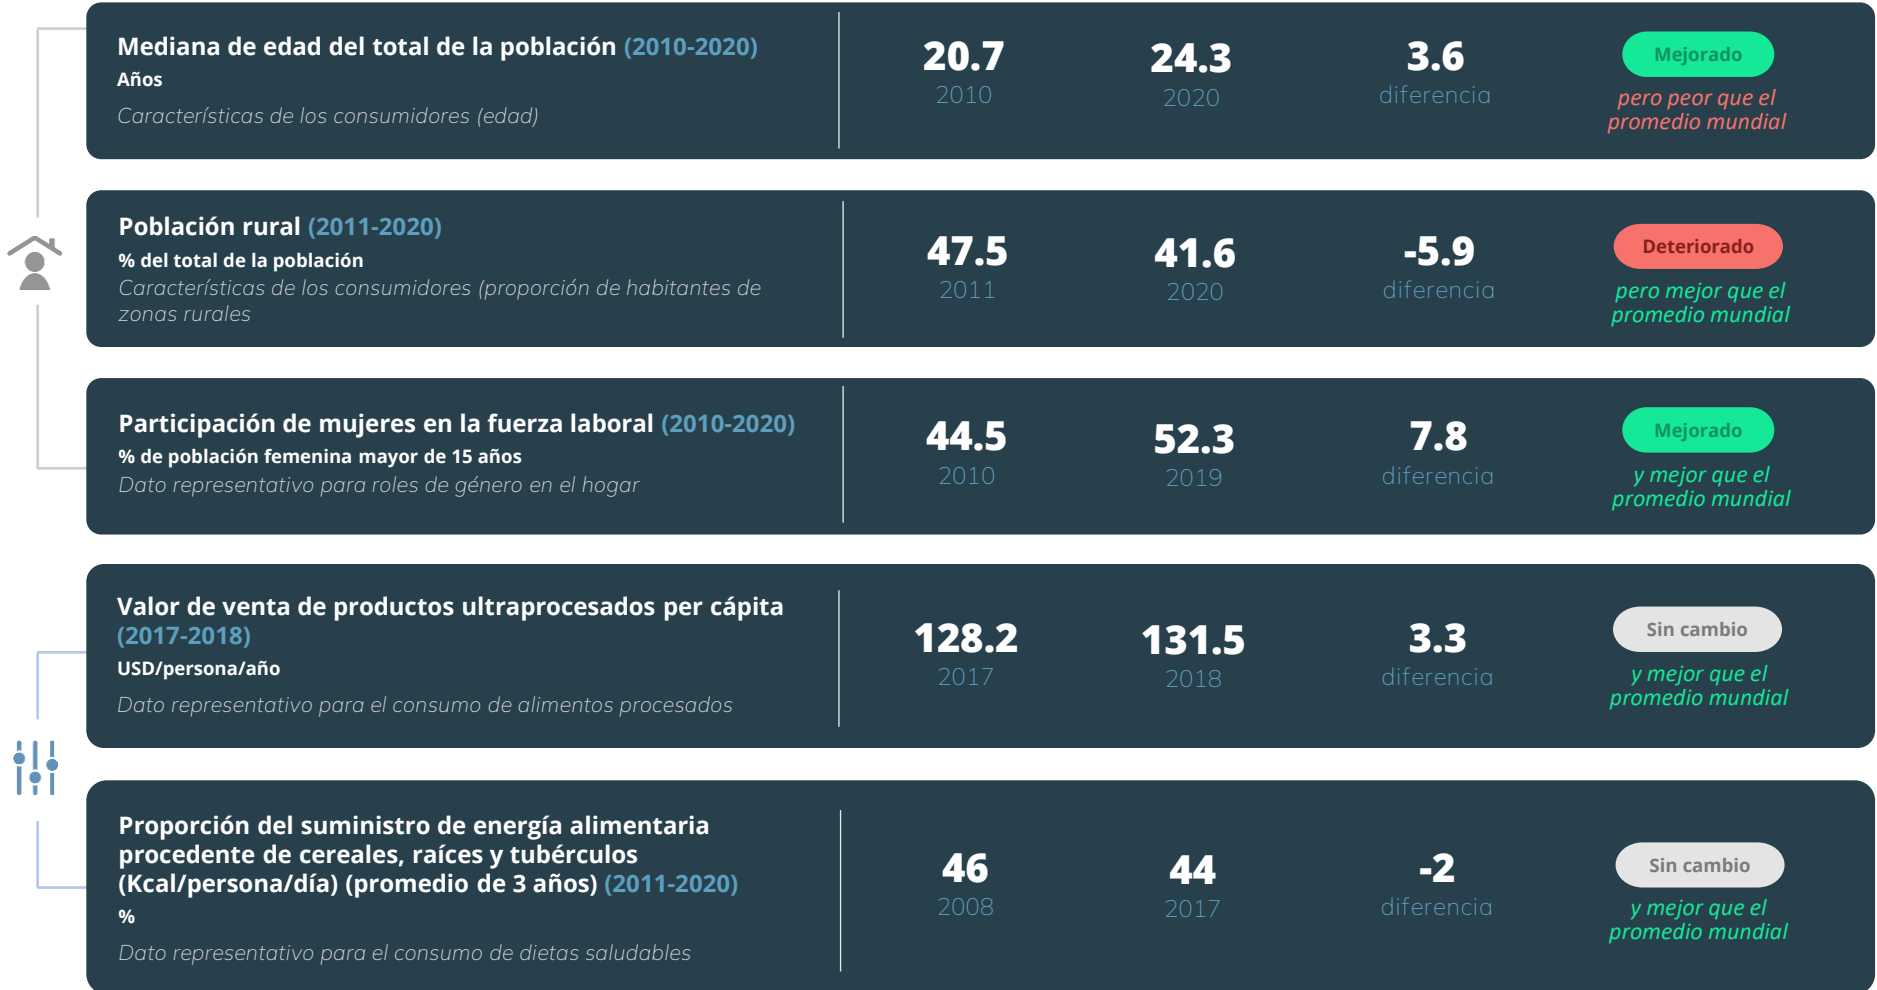 Mediana de edad del total de la población (2010-2020)
Años
Características de los consumidores (edad)
20.7
2010
24.3
2020
3.6
diferencia
Mejorado
pero peor que el
promedio mundial
Población rural (2011-2020)
% del total de la población
Características de los consumidores (proporción de habitantes de
zonas rurales
47.5
2011
41.6
2020
-5.9
diferencia
Deteriorado
pero mejor que el
promedio mundial
Participación de mujeres en la fuerza laboral (2010-2020)
% de población femenina mayor de 15 años
Dato representativo para roles de género en el hogar
44.5
2010
52.3
2019
7.8
diferencia
Mejorado
y mejor que el
promedio mundial
Valor de venta de productos ultraprocesados per cápita
(2017-2018)
USD/persona/año
Dato representativo para el consumo de alimentos procesados
128.2
2017
131.5
2018
3.3
diferencia
Sin cambio
y mejor que el
promedio mundial
Proporción del suministro de energía alimentaria
procedente de cereales, raíces y tubérculos
(Kcal/persona/día) (promedio de 3 años) (2011-2020)
%
Dato representativo para el consumo de dietas saludables
46
2008
44
2017
-2
diferencia
Sin cambio
y mejor que el
promedio mundial